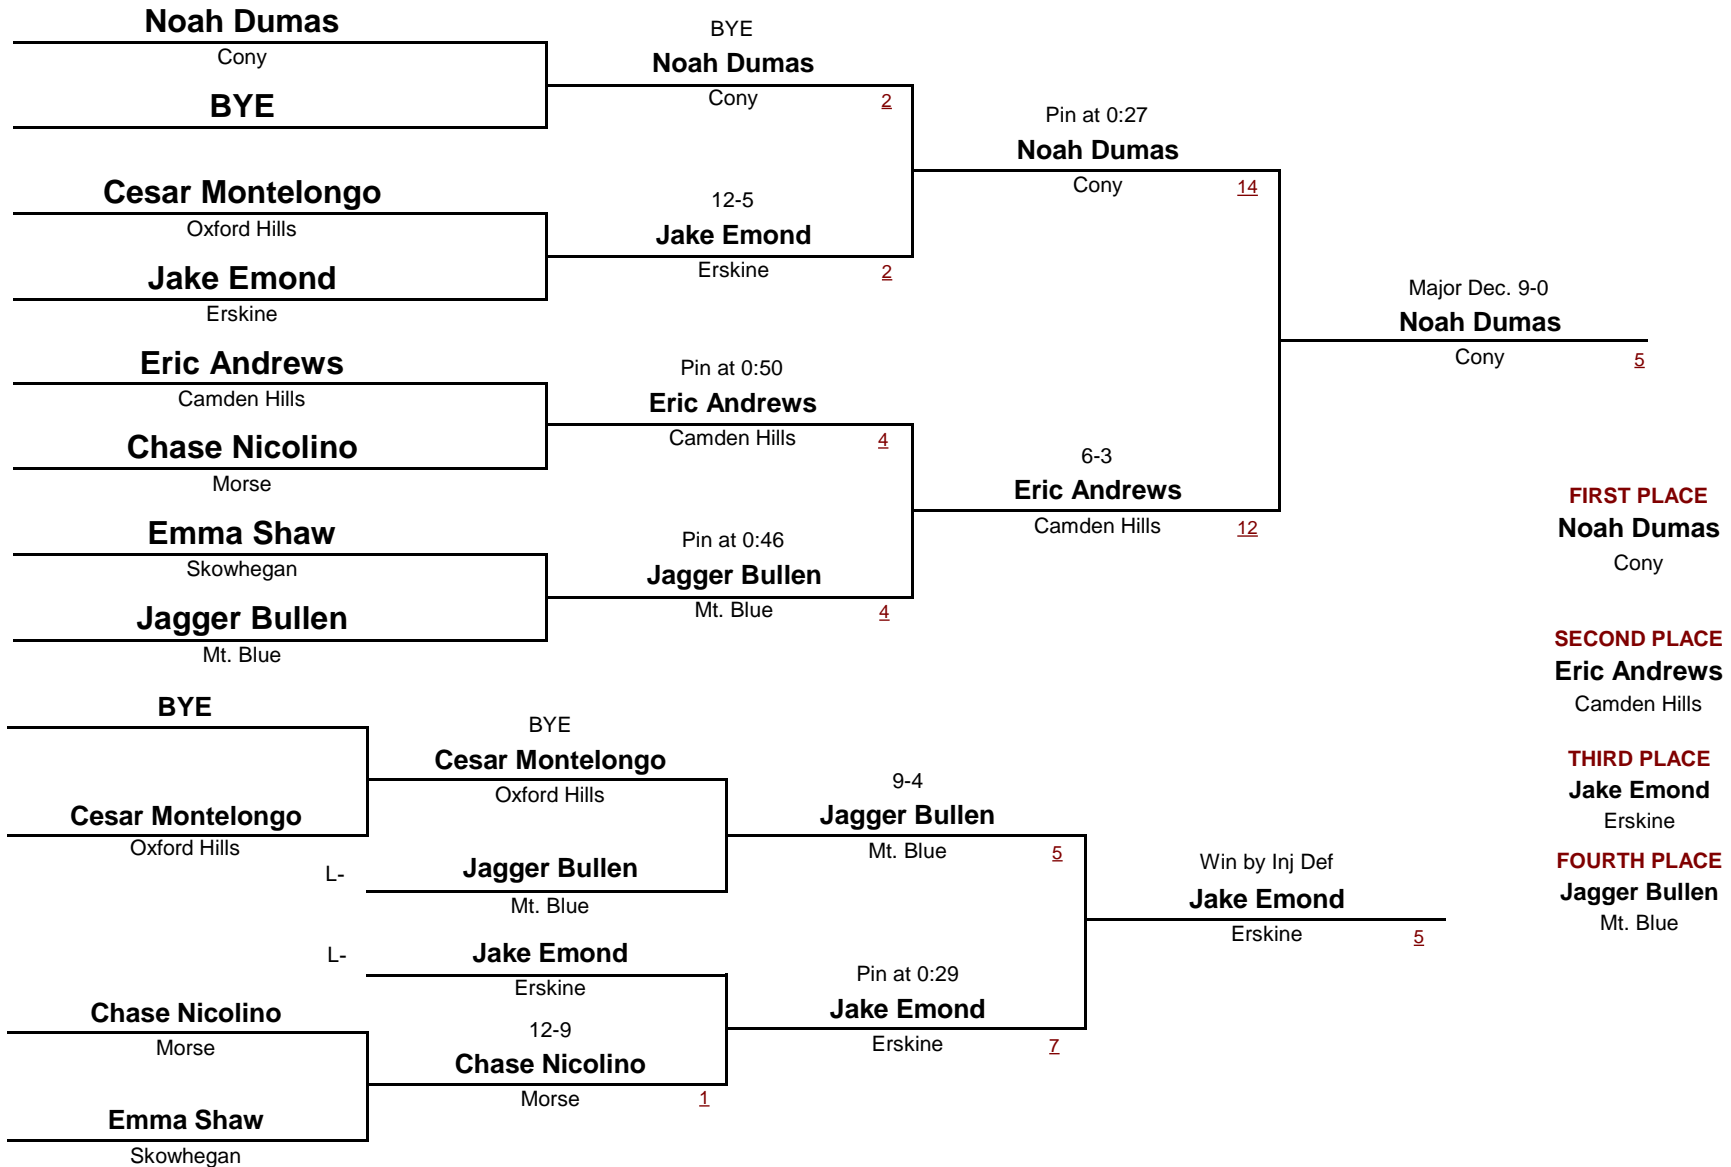 Noah Dumas
Cony
BYE
Cesar Montelongo
Oxford Hills
Jake Emond
Erskine
Eric Andrews
Camden Hills
Chase Nicolino
Morse
Emma Shaw
Skowhegan
Jagger Bullen
Mt. Blue
BYE
Noah Dumas
Cony 2
12-5
Jake Emond
Erskine 2
Pin at 0:50
Eric Andrews
Camden Hills 4
Pin at 0:46
Jagger Bullen
Mt. Blue 4
Pin at 0:27
Noah Dumas
Cony 14
6-3
Eric Andrews
Camden Hills 12
Major Dec. 9-0
Noah Dumas
Cony 5
FIRST PLACE
Noah Dumas
Cony
SECOND PLACE
Eric Andrews
Camden Hills
THIRD PLACE
Jake Emond
Erskine
FOURTH PLACE
Jagger Bullen
Mt. Blue
BYE
Cesar Montelongo
Oxford Hills
Chase Nicolino
Morse
Emma Shaw
Skowhegan
BYE
Cesar Montelongo
Oxford Hills
L- Jagger Bullen
Mt. Blue
L- Jake Emond
Erskine
12-9
Chase Nicolino
Morse 1
9-4
Jagger Bullen
Mt. Blue 5
Pin at 0:29
Jake Emond
Erskine 7
Win by Inj Def
Jake Emond
Erskine 5